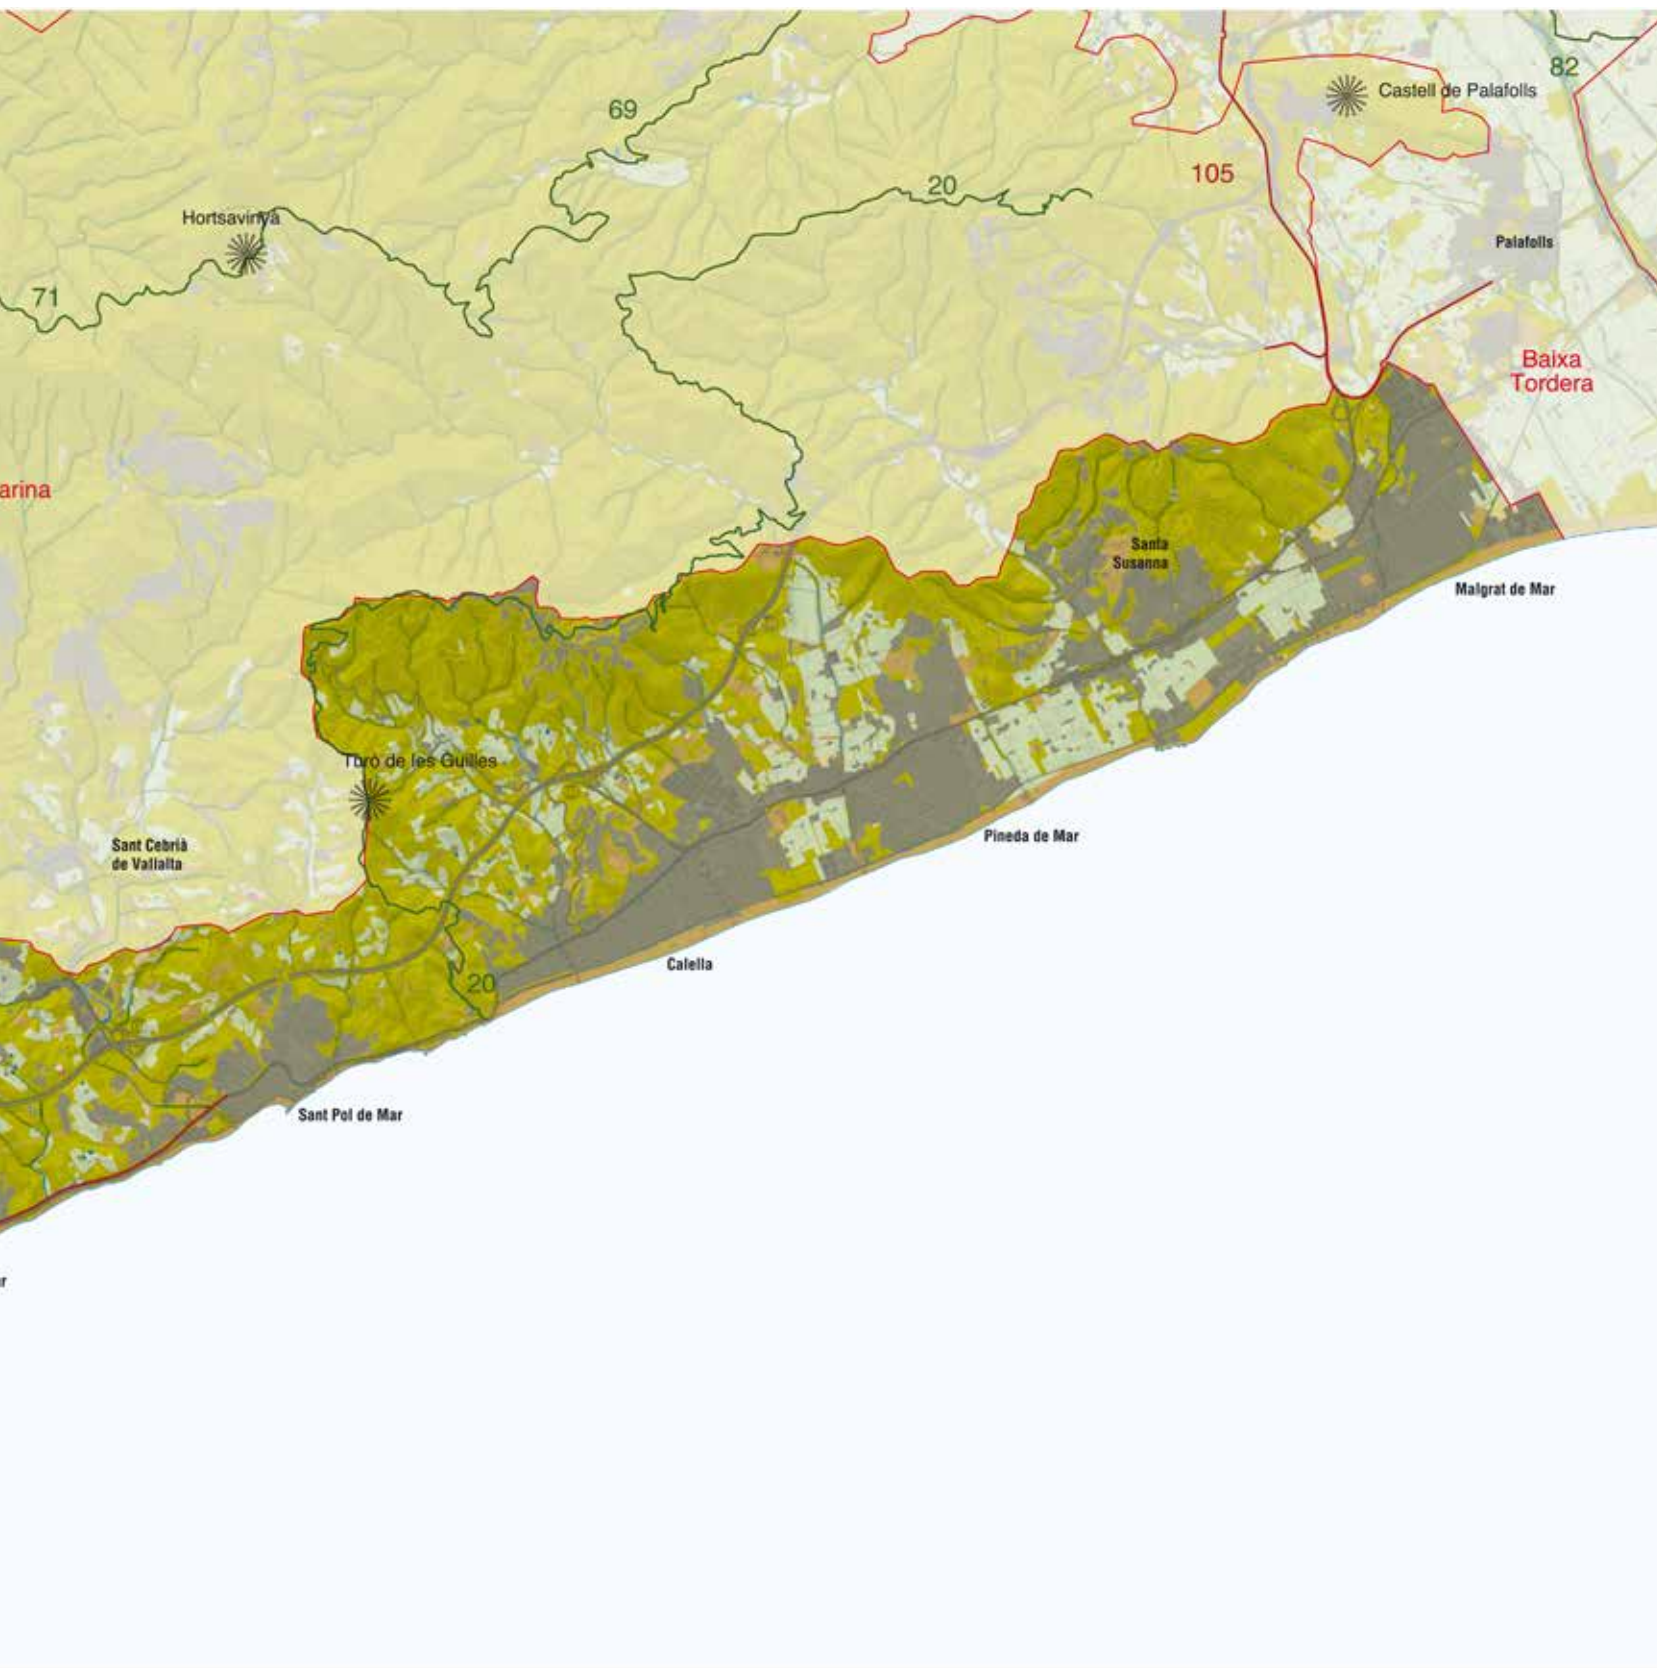 82
Castell de Palafolls
69
105
20
Hortsavinyà
Palafolls
71
Baixa
Tordera
arina
Santa
Susanna
Malgrat de Mar
Turó de les Guilles
Pineda de Mar
Sant Cebrià
de Vallalta
Calella
20
Sant Pol de Mar
r